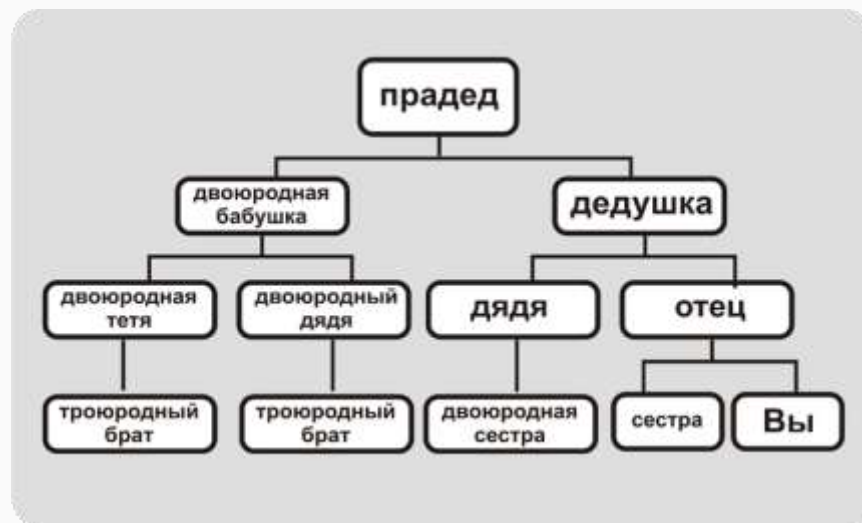 прадед
двоюродная
бабушка
дедушка
двоюродная
тетя
двоюродный
дядя
дядя
отец
троюродный
брат
троюродный
брат
двоюродная
сестра
сестра
Вы